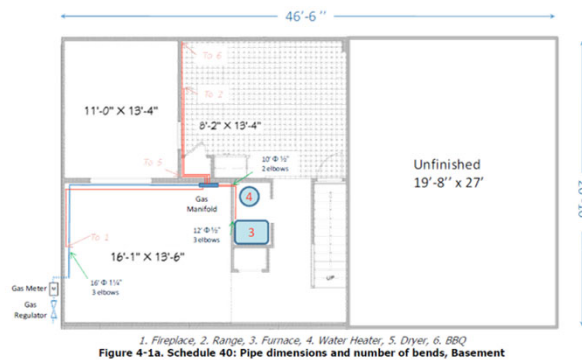 46'-6 "
To 6
To 2
11'-0" X 13'-4"
8'-2" X 13'-4"
To 5
10' Φ ½"
2 elbows
Unfinished
19'-8" x 27'
4
Gas
Manifold
12' Φ ½"
3 elbows
3
To 1
16'-1" X 13'-6"
16' Φ 1¼"
3 elbows
Gas Meter
M
Gas
Regulator
1. Fireplace, 2. Range, 3. Furnace, 4. Water Heater, 5. Dryer, 6. BBQ
Figure 4-1a. Schedule 40: Pipe dimensions and number of bends, Basement